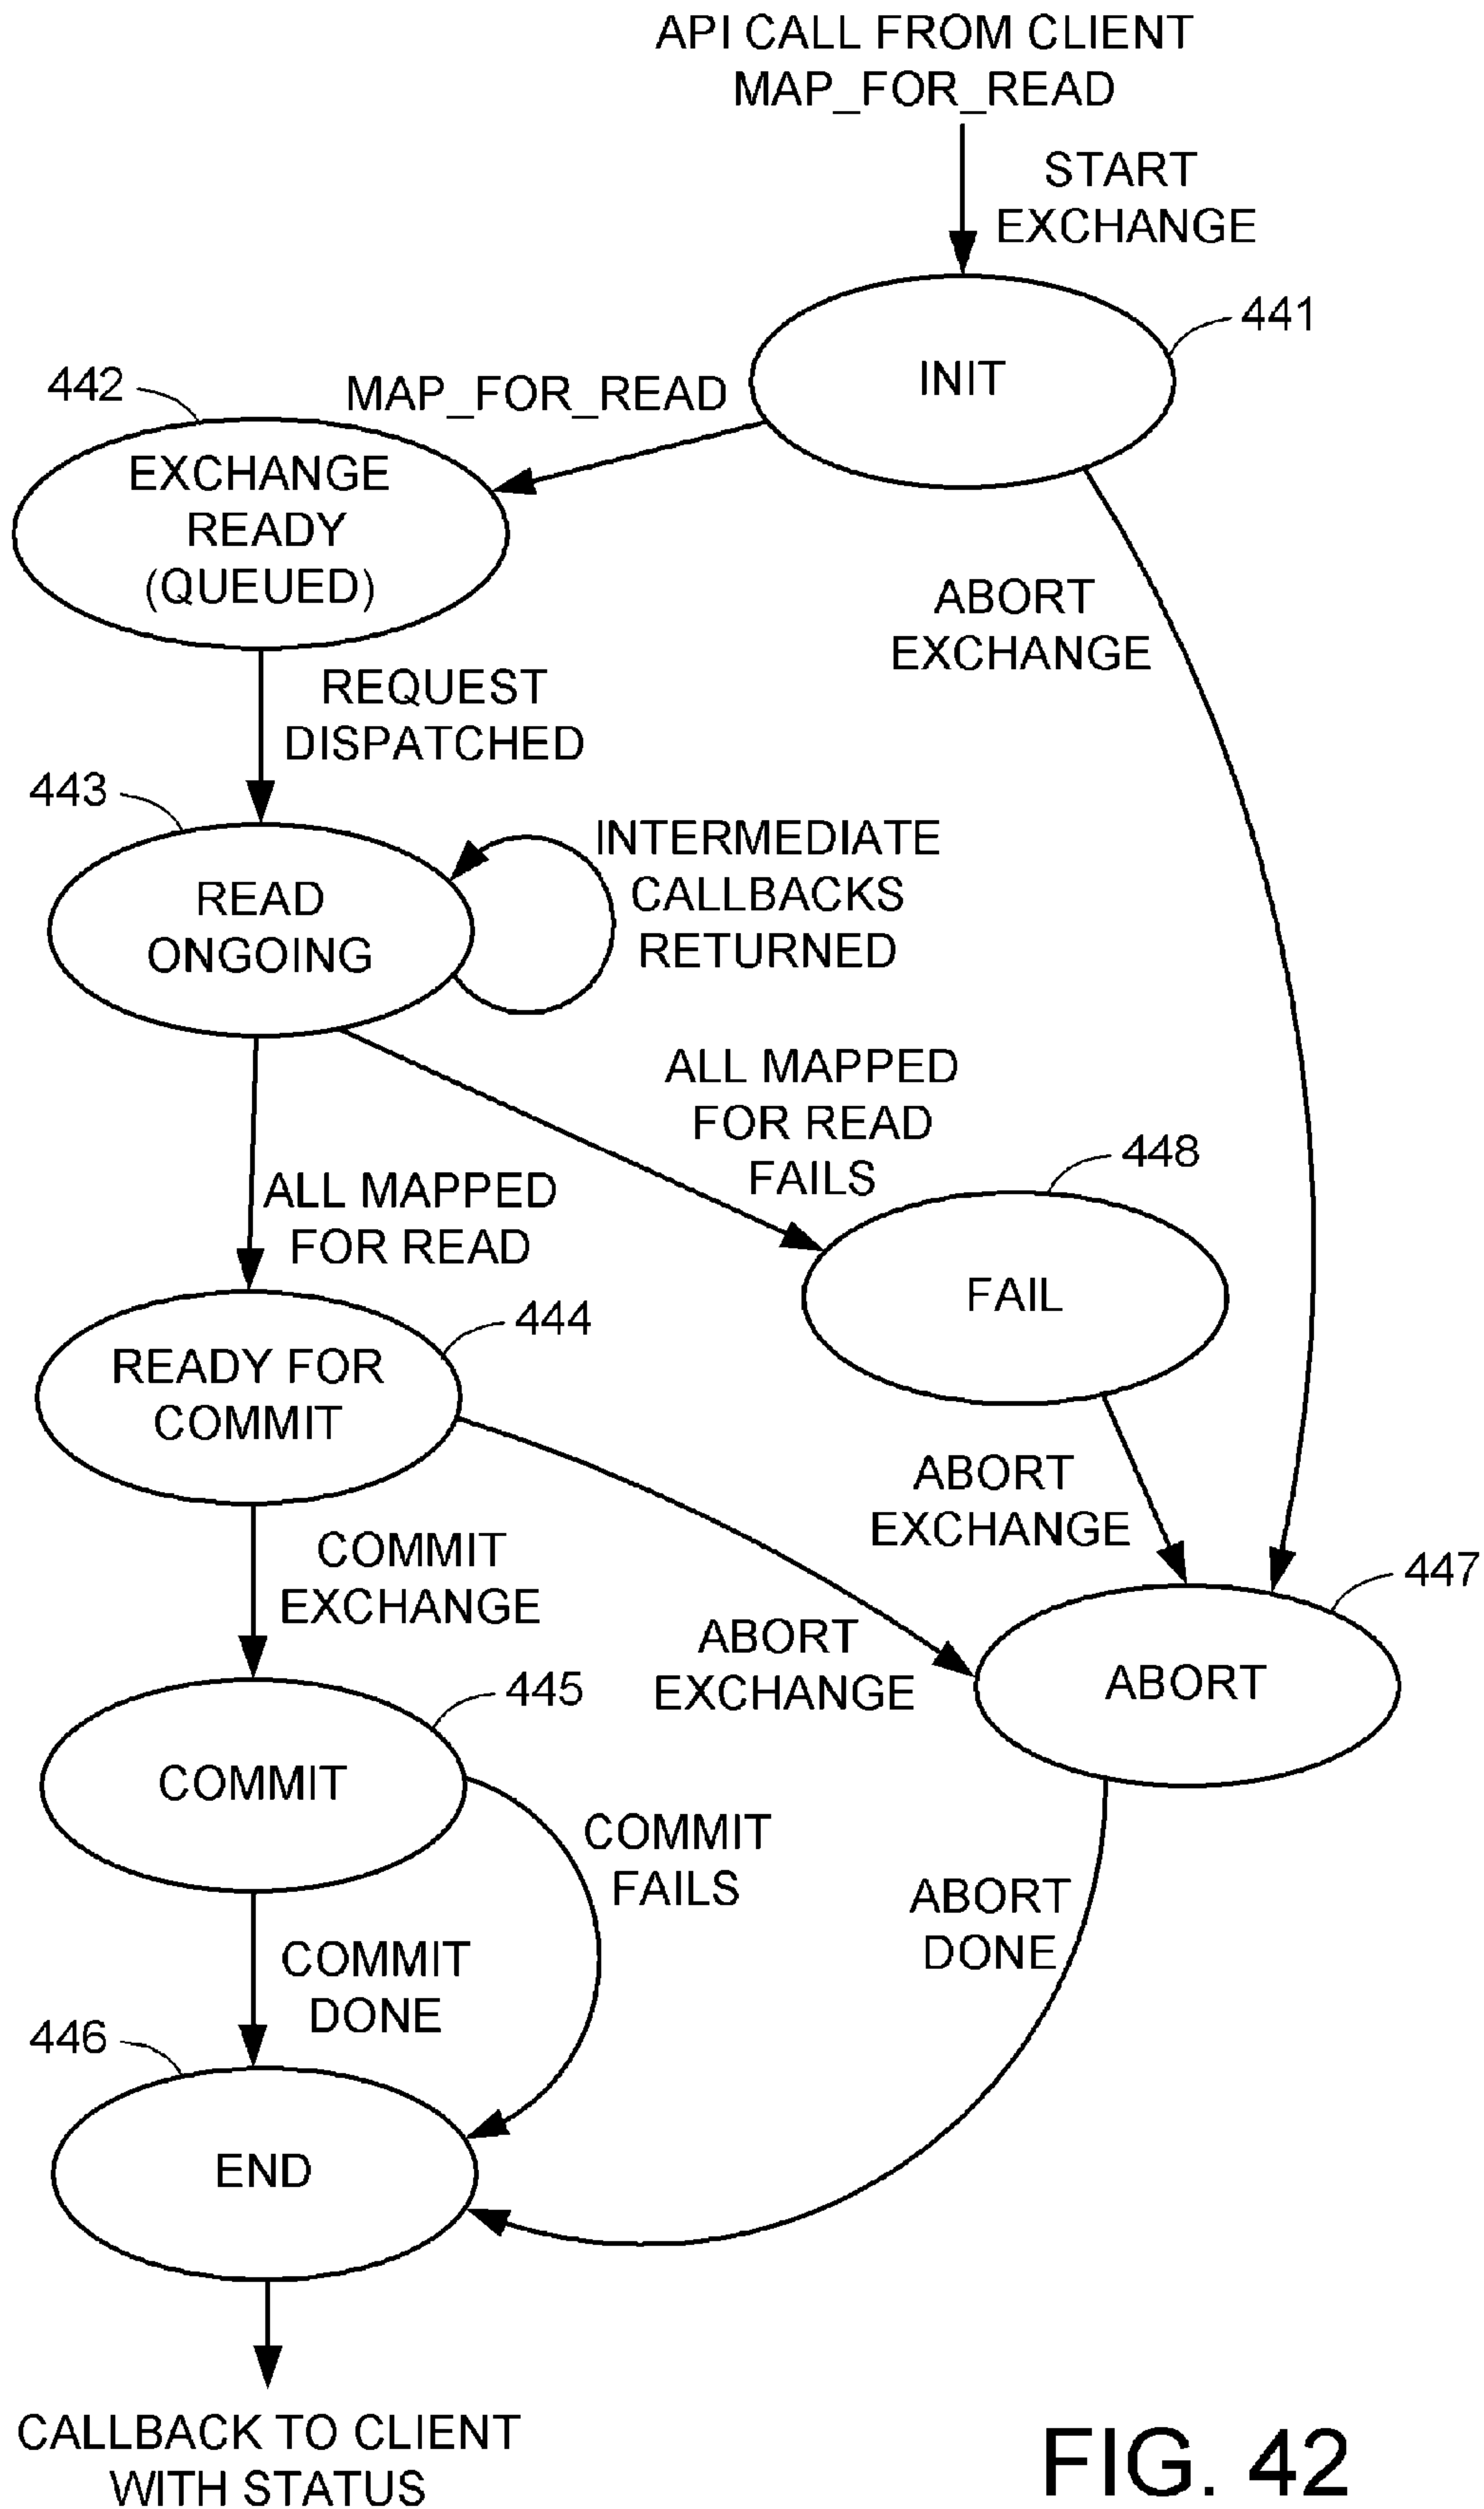 API CALL FROM CLIENT
MAP_FOR_READ
START
EXCHANGE
441
INIT
442
MAP_FOR_READ
EXCHANGE
READY
(QUEUED)
ABORT
EXCHANGE
REQUEST
DISPATCHED
443
READ
ONGOING
INTERMEDIATE
CALLBACKS
RETURNED
ALL MAPPED
FOR READ
FAILS
448
ALL MAPPED
FOR READ
FAIL
444
READY FOR
COMMIT
ABORT
EXCHANGE
COMMIT
EXCHANGE
447
ABORT
EXCHANGE
ABORT
445
COMMIT
COMMIT
FAILS
ABORT
DONE
COMMIT
DONE
446
END
CALLBACK TO CLIENT
WITH STATUS
FIG. 42